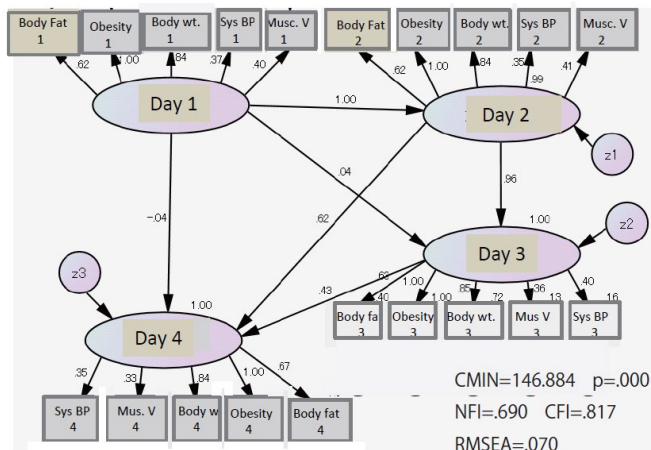 Body Fat 1
Obesity 1
Body wt. 1
Sys BP 1
Musc. V 1
Body Fat 2
Obesity 2
Body wt. 2
Sys BP 2
Musc. V 2
.62
1.00
.84
.37
.40
.62
1.00
.84
.35
.99
.41
Day 1
1.00
Day 2
z1
.04
.96
-.04
.62
1.00
z2
z3
Day 3
.43
.63
.40
1.00
1.00
.85
.72
.36
13
.40
16
1.00
Body fa 3
Obesity 3
Body wt. 3
Mus V 3
Sys BP 3
Day 4
.35
.33
.84
1.00
.67
Sys BP 4
Mus. V 4
Body w 4
Obesity 4
Body fat 4
CMIN=146.884 p=.000
NFI=.690 CFI=.817
RMSEA=.070